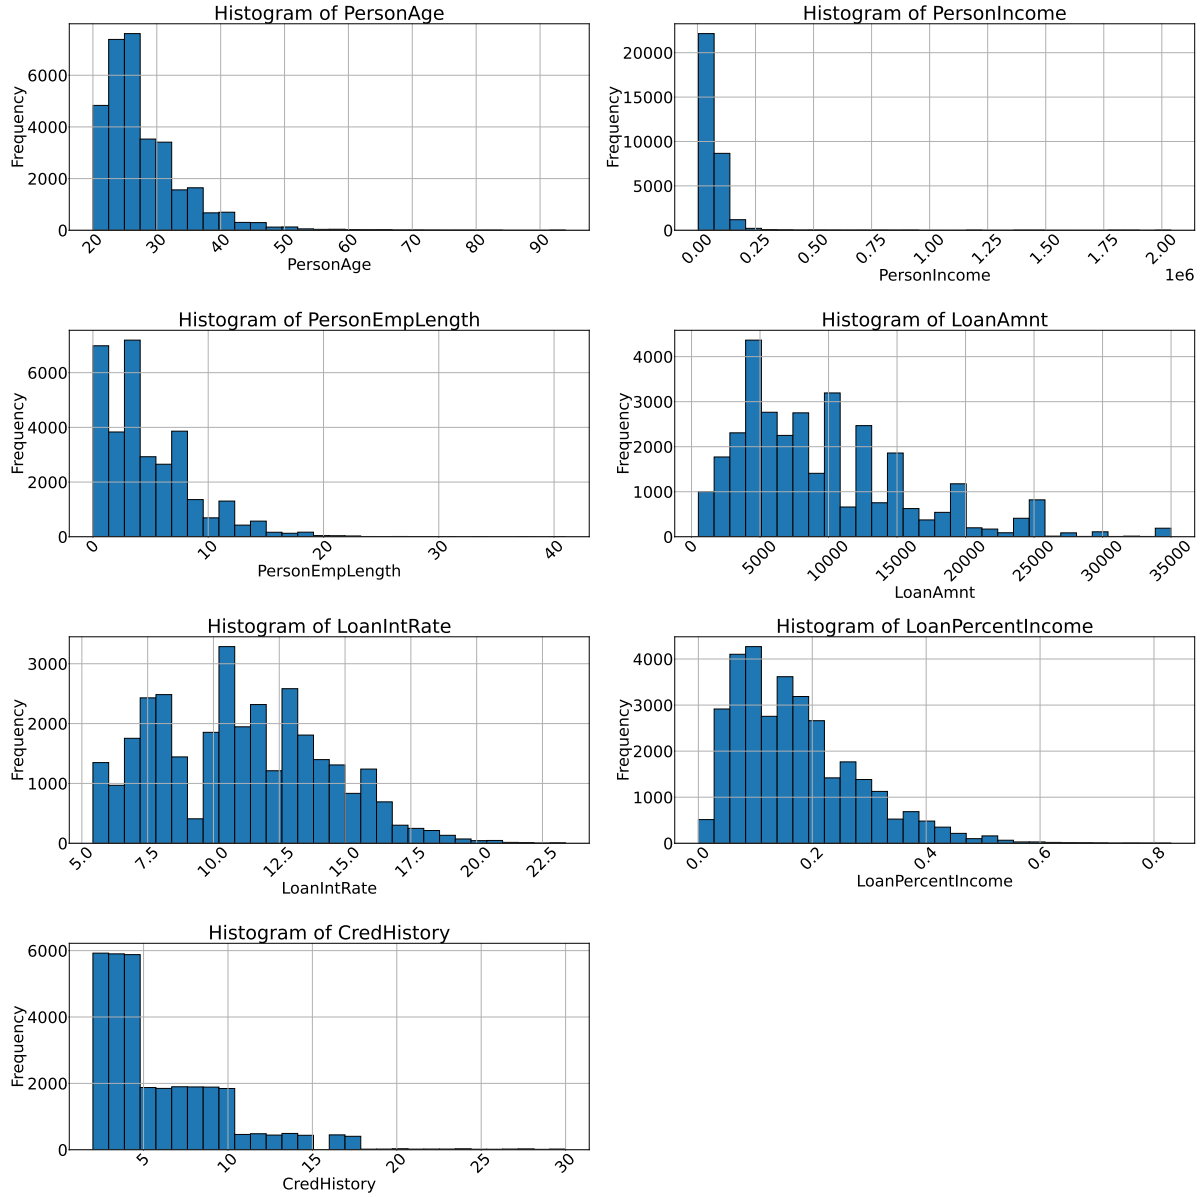 Histogram of PersonAge
Frequency
6000
4000
2000
0
20 30 40 50 60 70 80 90
PersonAge
Histogram of PersonIncome
Frequency
20000
15000
10000
5000
0
0.00 0.25 0.50 0.75 1.00 1.25 1.50 1.75 2.00
PersonIncome
1e6
Histogram of PersonEmpLength
Frequency
6000
4000
2000
0
0 10 20 30 40
PersonEmpLength
Histogram of LoanAmnt
Frequency
4000
3000
2000
1000
0
0 5000 10000 15000 20000 25000 30000 35000
LoanAmnt
Histogram of LoanIntRate
Frequency
3000
2000
1000
0
5.0 7.5 10.0 12.5 15.0 17.5 20.0 22.5
LoanIntRate
Histogram of LoanPercentIncome
Frequency
4000
3000
2000
1000
0
0.0 0.2 0.4 0.6 0.8
LoanPercentIncome
Histogram of CredHistory
Frequency
6000
4000
2000
0
5 10 15 20 25 30
CredHistory